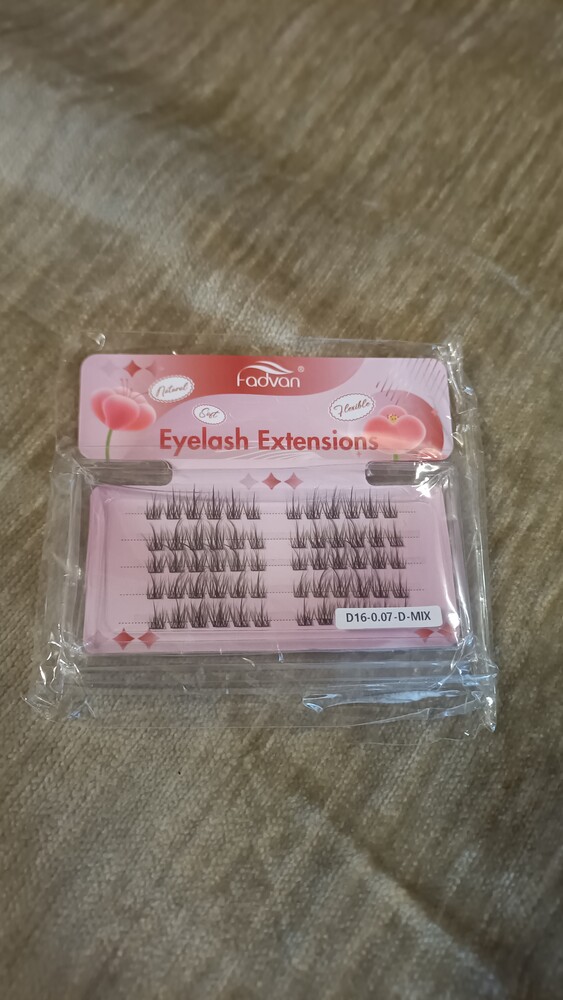 Fadvan®
Natural
Soft
Flexible
Eyelash Extensions
D16-0.07-D-MIX